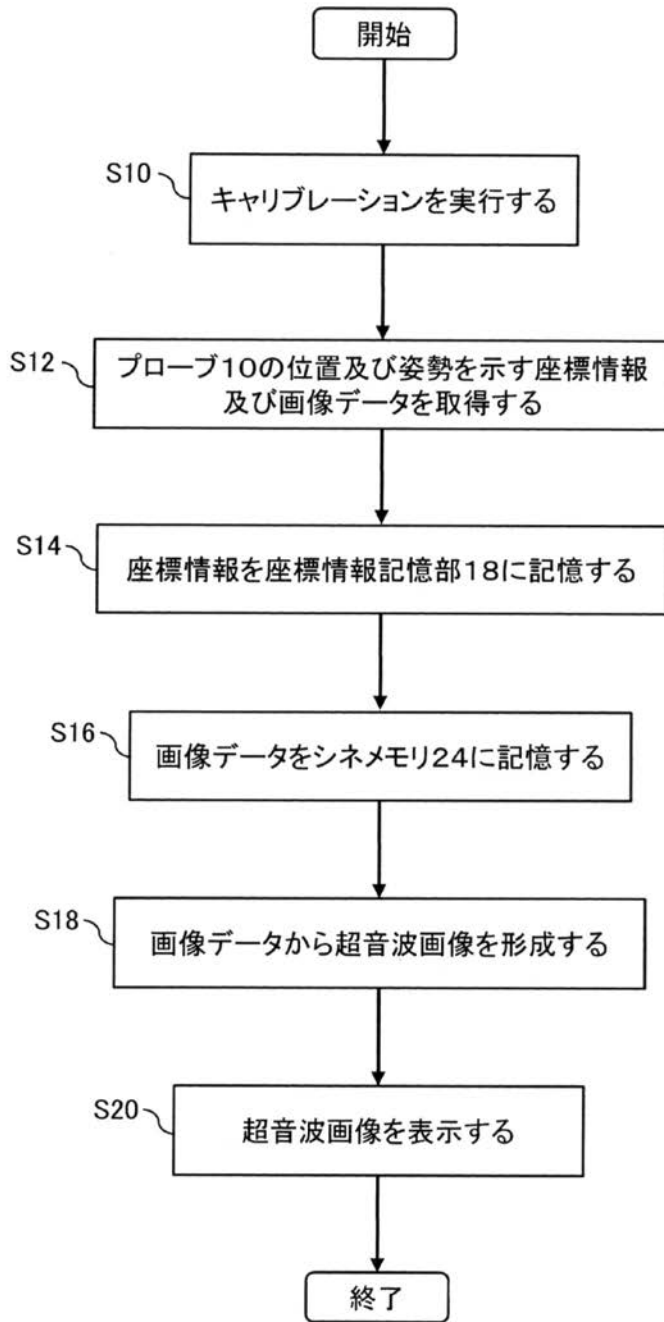 開始
S10
キャリブレーションを実行する
S12
プローブ10の位置及び姿勢を示す座標情報
及び画像データを取得する
S14
座標情報を座標情報記憶部18に記憶する
S16
画像データをシネメモリ24に記憶する
S18
画像データから超音波画像を形成する
S20
超音波画像を表示する
終了